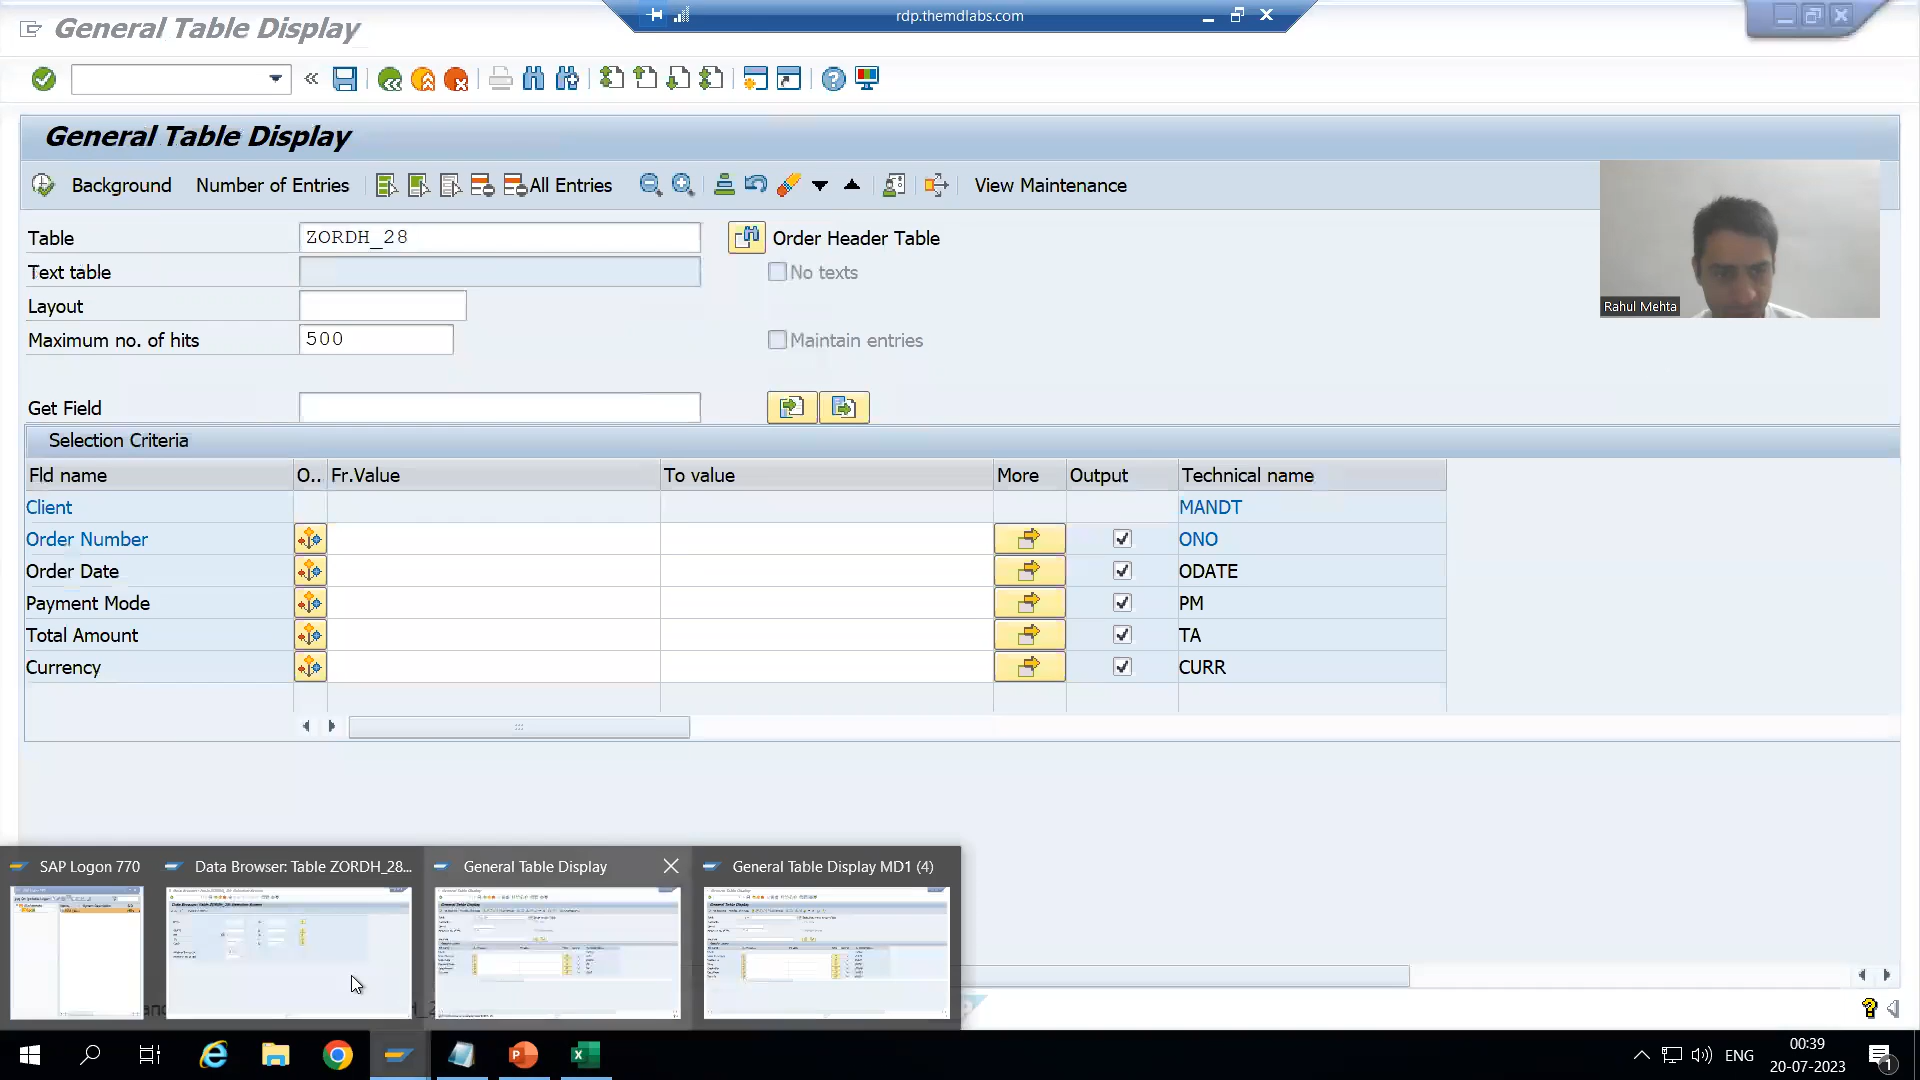 General Table Display
rdp.themdlabs.com
General Table Display
Background
Number of Entries
All Entries
View Maintenance
Table
ZORDH_28
Order Header Table
Text table
No texts
Layout
Maximum no. of hits
500
Maintain entries
Get Field
Rahul Mehta
Selection Criteria
Fld name
O..
Fr.Value
To value
More
Output
Technical name
Client
MANDT
Order Number
ONO
Order Date
ODATE
Payment Mode
PM
Total Amount
TA
Currency
CURR
SAP Logon 770
Data Browser: Table ZORDH_28...
General Table Display
General Table Display MD1 (4)
ENG
00:39
20-07-2023
1